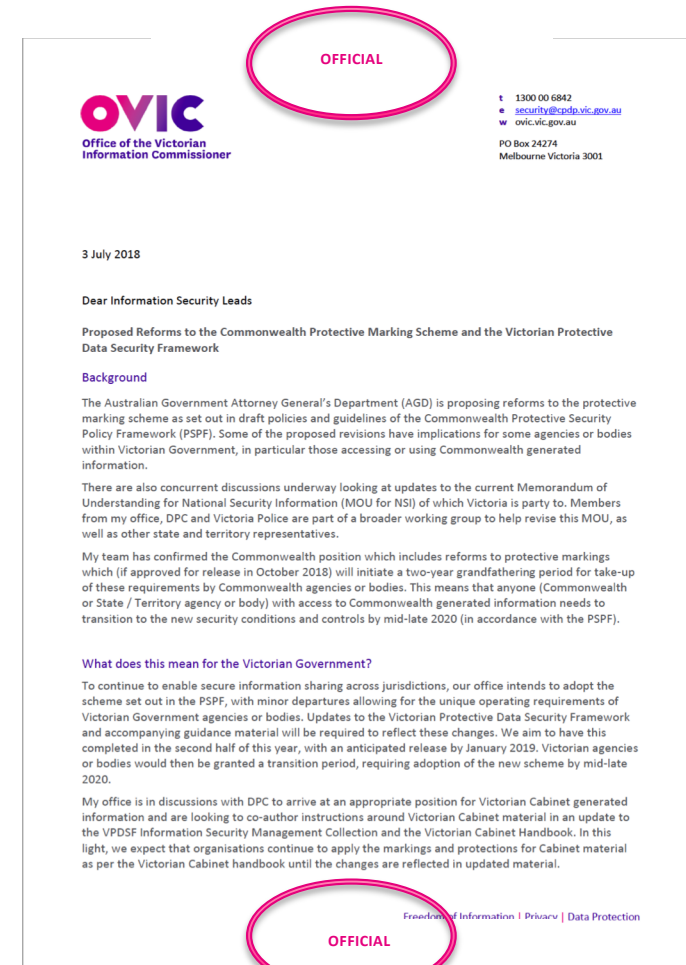 OFFICIAL
OVIC
Office of the Victorian
Information Commissioner
t 1300 00 6842
e security@cpdp.vic.gov.au
w ovic.vic.gov.au
PO Box 24274
Melbourne Victoria 3001
3 July 2018
Dear Information Security Leads
Proposed Reforms to the Commonwealth Protective Marking Scheme and the Victorian Protective
Data Security Framework
Background
The Australian Government Attorney General's Department (AGD) is proposing reforms to the protective
marking scheme as set out in draft policies and guidelines of the Commonwealth Protective Security
Policy Framework (PSPF). Some of the proposed revisions have implications for some agencies or bodies
within Victorian Government, in particular those accessing or using Commonwealth generated
information.
There are also concurrent discussions underway looking at updates to the current Memorandum of
Understanding for National Security Information (MOU for NSI) of which Victoria is party to. Members
from my office, DPC and Victoria Police are part of a broader working group to help revise this MOU, as
well as other state and territory representatives.
My team has confirmed the Commonwealth position which includes reforms to protective markings
which (if approved for release in October 2018) will initiate a two-year grandfathering period for take-up
of these requirements by Commonwealth agencies or bodies. This means that anyone (Commonwealth
or State / Territory agency or body) with access to Commonwealth generated information needs to
transition to the new security conditions and controls by mid-late 2020 (in accordance with the PSPF).
What does this mean for the Victorian Government?
To continue to enable secure information sharing across jurisdictions, our office intends to adopt the
scheme set out in the PSPF, with minor departures allowing for the unique operating requirements of
Victorian Government agencies or bodies. Updates to the Victorian Protective Data Security Framework
and accompanying guidance material will be required to reflect these changes. We aim to have this
completed in the second half of this year, with an anticipated release by January 2019. Victorian agencies
or bodies would then be granted a transition period, requiring adoption of the new scheme by mid-late
2020.
My office is in discussions with DPC to arrive at an appropriate position for Victorian Cabinet generated
information and are looking to co-author instructions around Victorian Cabinet material in an update to
the VPDSF Information Security Management Collection and the Victorian Cabinet Handbook. In this
light, we expect that organisations continue to apply the markings and protections for Cabinet material
as per the Victorian Cabinet handbook until the changes are reflected in updated material.
Freedom of Information | Privacy | Data Protection
OFFICIAL